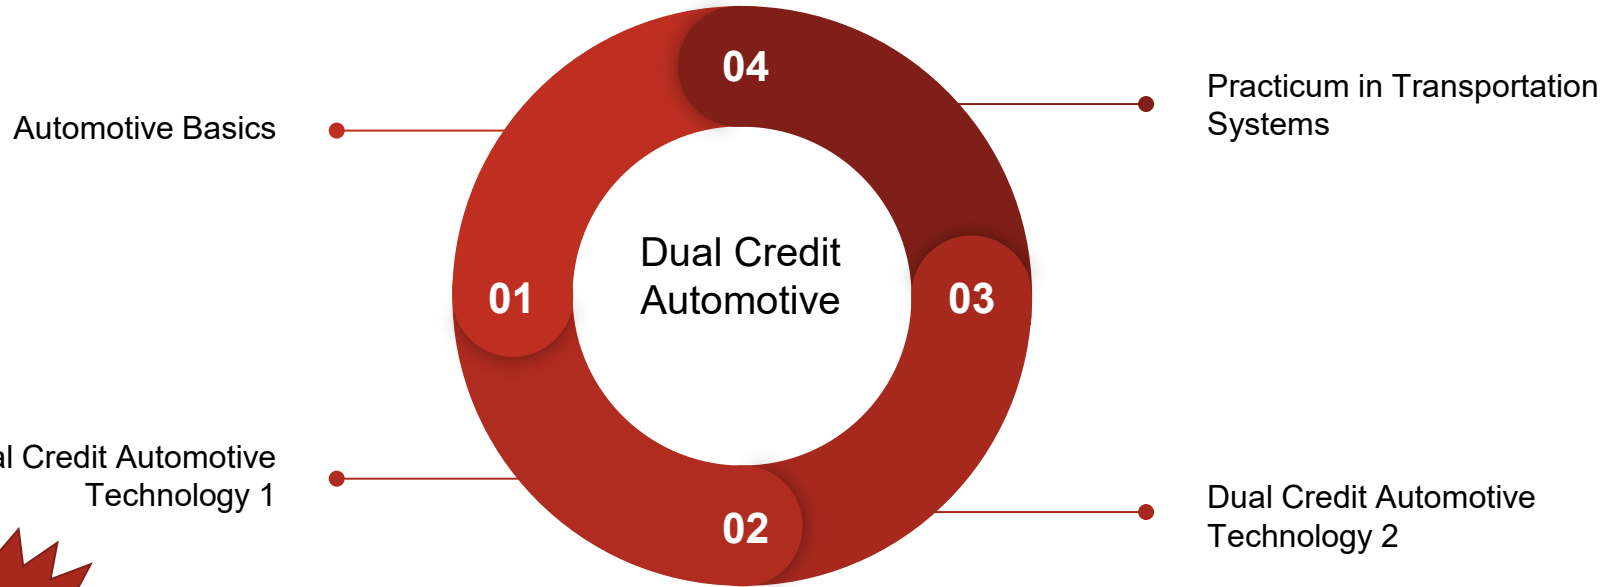 04
Practicum in Transportation
Systems
Automotive Basics
Dual Credit
Automotive
01
03
Credit Automotive
Technology 1
02
Dual Credit Automotive
Technology 2